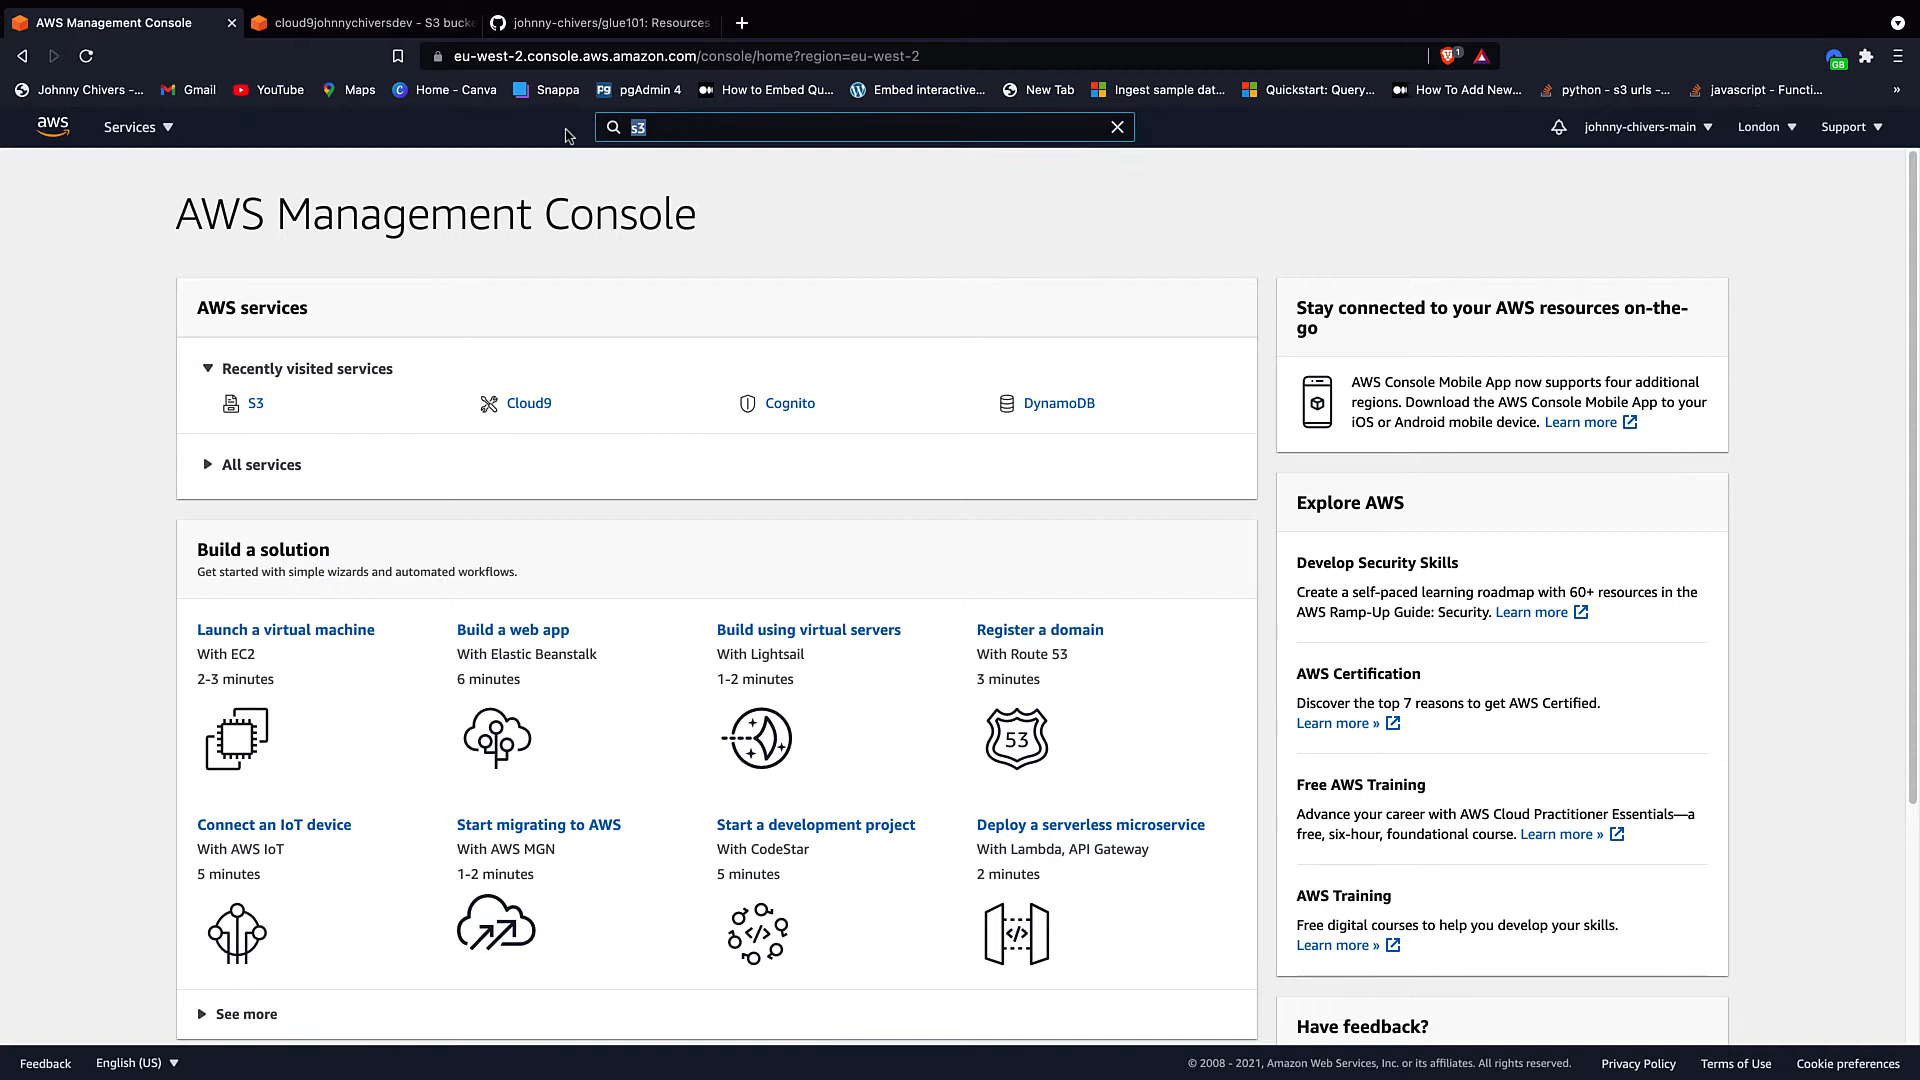 AWS Management Console
cloud9johnnychiversdev - S3 bucke
johnny-chivers/glue101: Resources
eu-west-2.console.aws.amazon.com/console/home?region=eu-west-2
1
GB
Johnny Chivers -...
Gmail
YouTube
Maps
Home - Canva
Snappa
pgAdmin 4
How to Embed Qu...
Embed interactive...
New Tab
Ingest sample dat...
Quickstart: Query...
How To Add New...
python - s3 urls -...
javascript - Functi...
»
aws
Services
s3
johnny-chivers-main
London
Support
AWS Management Console
AWS services
Recently visited services
S3
Cloud9
Cognito
DynamoDB
All services
Build a solution
Get started with simple wizards and automated workflows.
Launch a virtual machine
With EC2
2-3 minutes
Build a web app
With Elastic Beanstalk
6 minutes
Build using virtual servers
With Lightsail
1-2 minutes
Register a domain
With Route 53
3 minutes
53
Connect an IoT device
With AWS IoT
5 minutes
Start migrating to AWS
With AWS MGN
1-2 minutes
Start a development project
With CodeStar
5 minutes
</>
Deploy a serverless microservice
With Lambda, API Gateway
2 minutes
</>
See more
Stay connected to your AWS resources on-the-
go
AWS Console Mobile App now supports four additional
regions. Download the AWS Console Mobile App to your
iOS or Android mobile device. Learn more
Explore AWS
Develop Security Skills
Create a self-paced learning roadmap with 60+ resources in the
AWS Ramp-Up Guide: Security. Learn more
AWS Certification
Discover the top 7 reasons to get AWS Certified.
Learn more »
Free AWS Training
Advance your career with AWS Cloud Practitioner Essentials—a
free, six-hour, foundational course. Learn more »
AWS Training
Free digital courses to help you develop your skills.
Learn more »
Have feedback?
Feedback
English (US)
© 2008 - 2021, Amazon Web Services, Inc. or its affiliates. All rights reserved.
Privacy Policy
Terms of Use
Cookie preferences